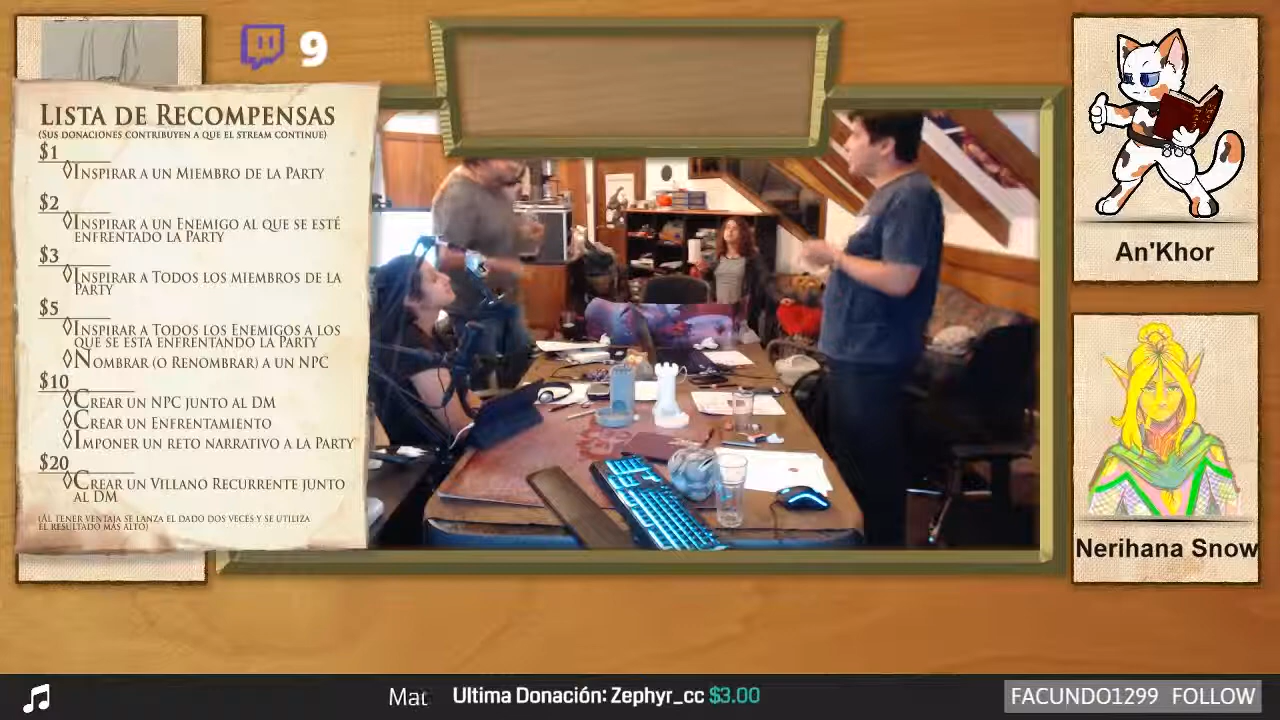 9
LISTA DE RECOMPENSAS
(SUS DONACIONES CONTRIBUYEN A QUE EL STREAM CONTINUE)
$1
◊INSPIRAR A UN MIEMBRO DE LA PARTY
$2
◊INSPIRAR A UN ENEMIGO AL QUE SE ESTÉ
ENFRENTADO LA PARTY
$3
◊INSPIRAR A TODOS LOS MIEMBROS DE LA
PARTY
$5
◊INSPIRAR A TODOS LOS ENEMIGOS A LOS
QUE SE ESTA ENFRENTANDO LA PARTY
◊NOMBRAR (O RENOMBRAR) A UN NPC
$10
◊CREAR UN NPC JUNTO AL DM
◊CREAR UN ENFRENTAMIENTO
◊IMPONER UN RETO NARRATIVO A LA PARTY
$20
◊CREAR UN VILLANO RECURRENTE JUNTO
AL DM
(AL TENER VENTAJA SE LANZA EL DADO DOS VECES Y SE UTILIZA
EL RESULTADO MAS ALTO)
An'Khor
Nerihana Snow
Mat
Ultima Donación: Zephyr_cc $3.00
FACUNDO1299 FOLLOW